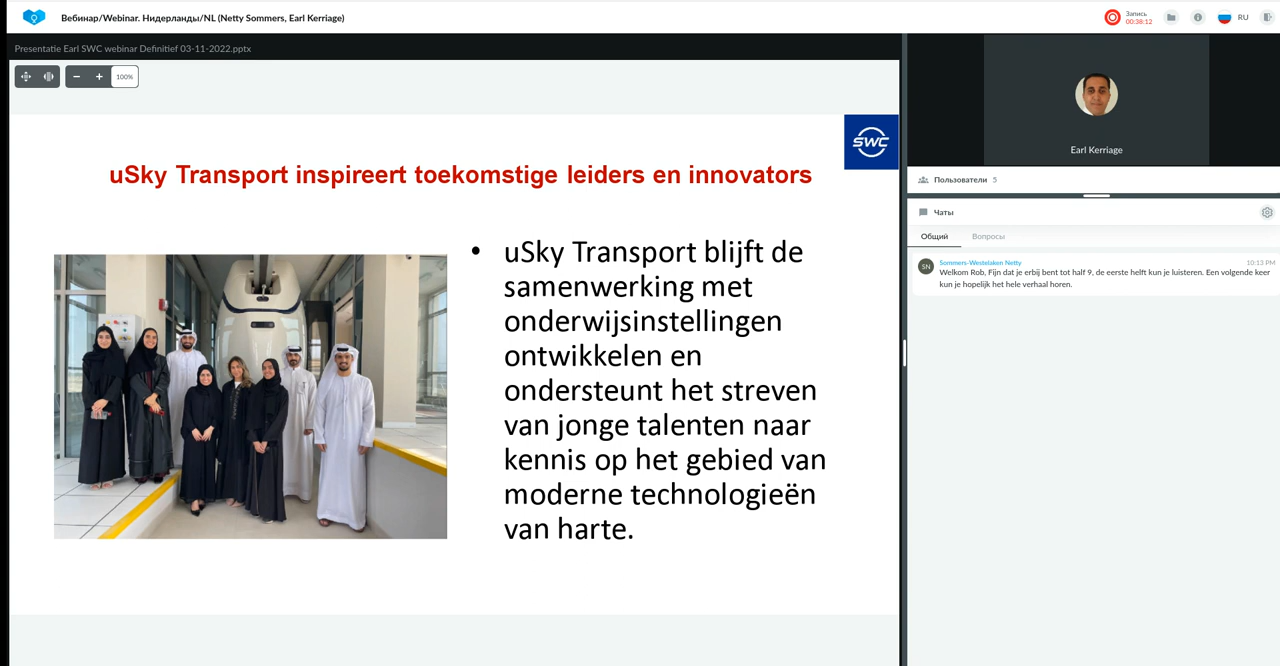 Вебинар/Webinar. Нидерланды/NL (Netty Sommers, Earl Kerriage)
Запись
00:38:12
RU
Presentatie Earl SWC webinar Definitief 03-11-2022.pptx
100%
SWC
uSky Transport inspireert toekomstige leiders en innovators
• uSky Transport blijft de
samenwerking met
onderwijsinstellingen
ontwikkelen en
ondersteunt het streven
van jonge talenten naar
kennis op het gebied van
moderne technologieën
van harte.
Earl Kerriage
Пользователи 5
Чаты
Общий
Вопросы
SN
Sommers-Westelaken Netty
10:13 PM
Welkom Rob, Fijn dat je erbij bent tot half 9, de eerste helft kun je luisteren. Een volgende keer
kun je hopelijk het hele verhaal horen.